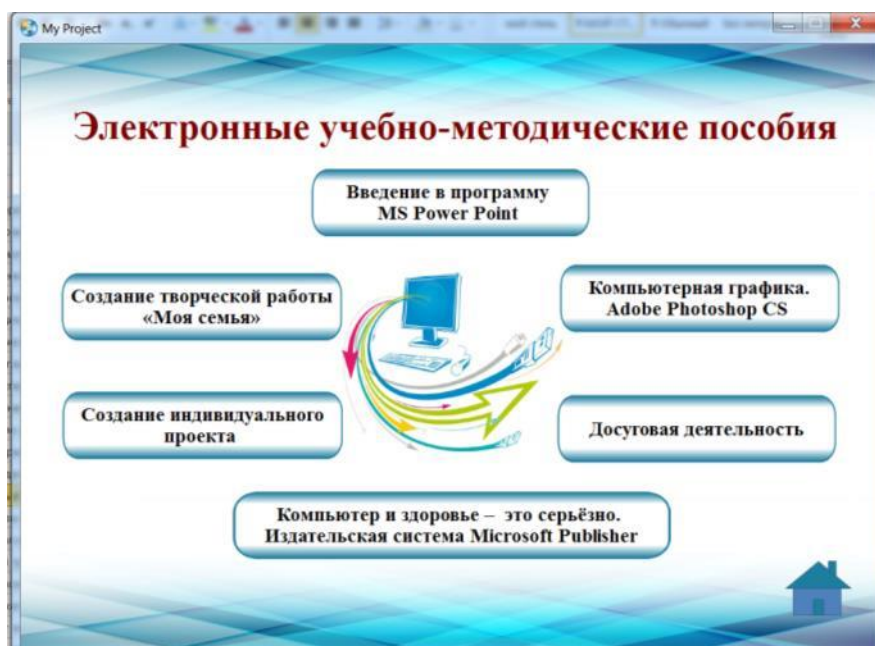 My Project
Электронные учебно-методические пособия
Введение в программу
MS Power Point
Создание творческой работы
«Моя семья»
Компьютерная графика.
Adobe Photoshop CS
Создание индивидуального
проекта
Досуговая деятельность
Компьютер и здоровье – это серьёзно.
Издательская система Microsoft Publisher